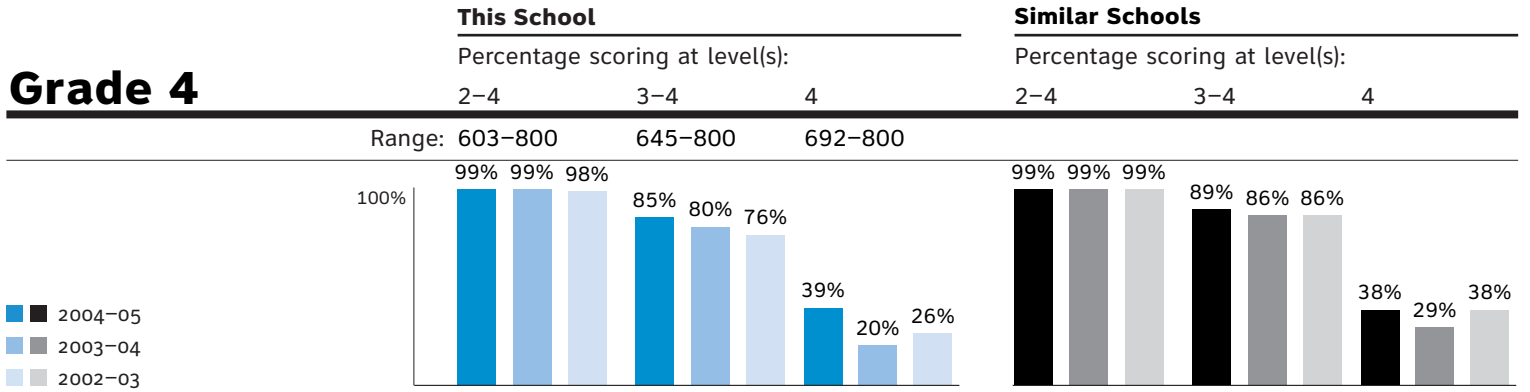 This School Similar Schools
Percentage scoring at level(s): Percentage scoring at level(s):
Grade 4 2–4 3–4 4 2–4 3–4 4
Range: 603–800 645–800 692–800
99% 99% 98% 85% 80% 76% 39% 20% 26% 99% 99% 99% 89% 86% 86% 38% 29% 38%
100%
2004–05
2003–04
2002–03